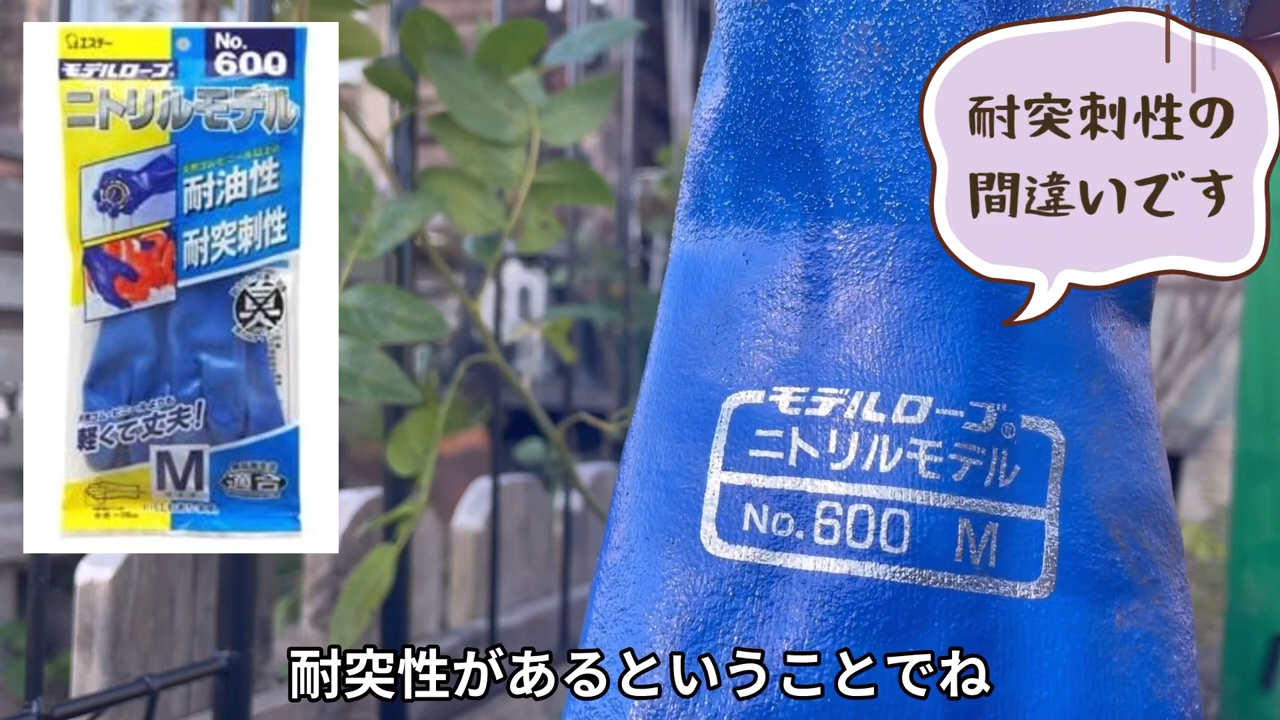 エステー
No.
600
モデルローブ®
ニトリルモデル
耐油性
耐突刺性
軽くて丈夫!
M
適合
耐突刺性の
間違いです
モデルローブ®
ニトリルモデル
No.600 M
耐突性があるということでね